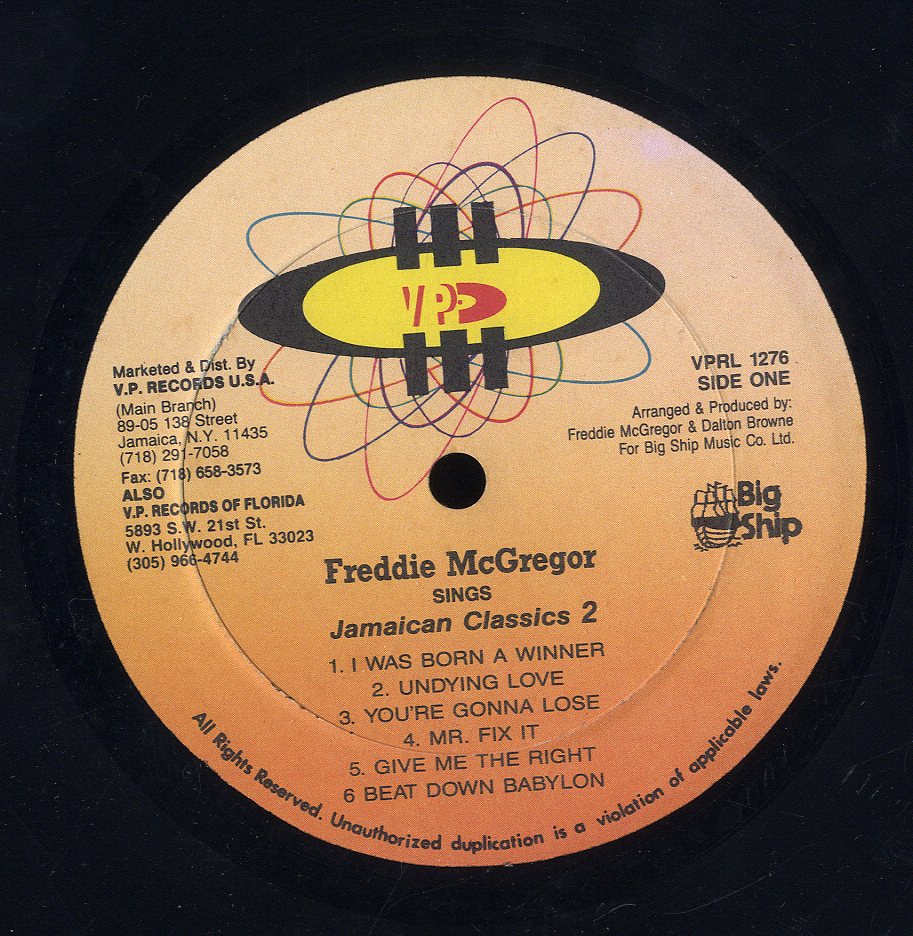 VP
Marketed & Dist. By
V.P. RECORDS U.S.A.
(Main Branch)
89-05 138 Street
Jamaica, N.Y. 11435
(718) 291-7058
Fax: (718) 658-3573
ALSO
V.P. RECORDS OF FLORIDA
5893 S.W. 21st St.
W. Hollywood, FL 33023
(305) 966-4744
VPRL 1276
SIDE ONE
Arranged & Produced by:
Freddie McGregor & Dalton Browne
For Big Ship Music Co. Ltd.
Big
Ship
Freddie McGregor
SINGS
Jamaican Classics 2
1. I WAS BORN A WINNER
2. UNDYING LOVE
3. YOU'RE GONNA LOSE
4. MR. FIX IT
5. GIVE ME THE RIGHT
6 BEAT DOWN BABYLON
All Rights Reserved. Unauthorized duplication is a violation of applicable laws.